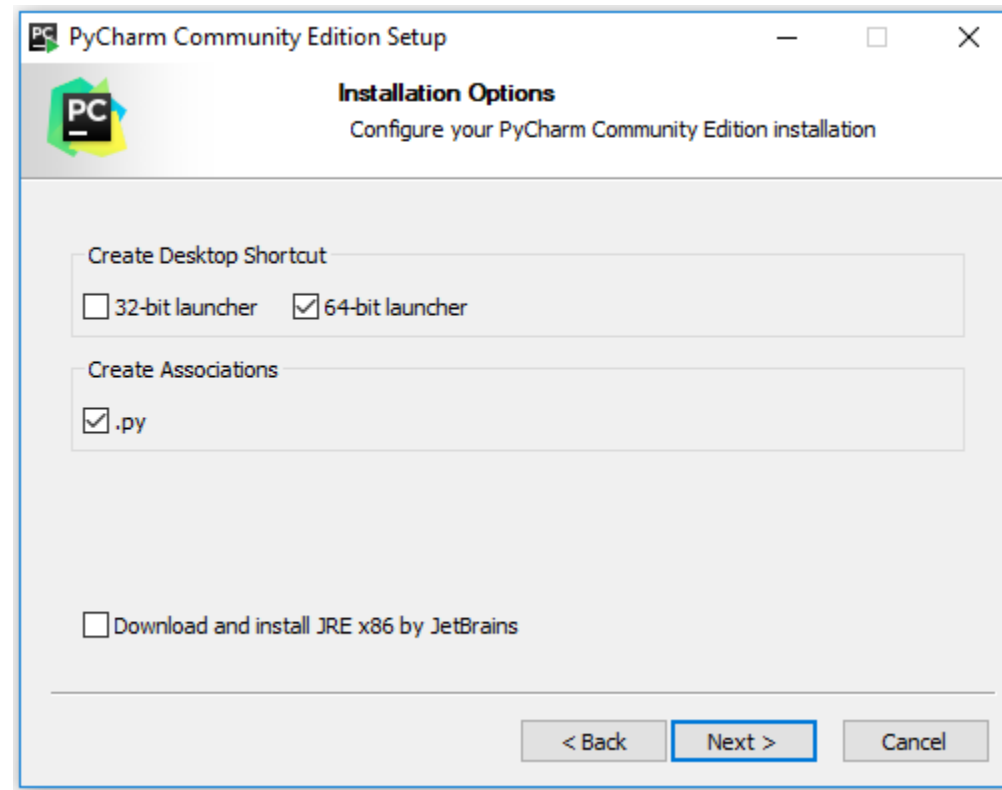 PC PyCharm Community Edition Setup
PC
Installation Options
Configure your PyCharm Community Edition installation
Create Desktop Shortcut
32-bit launcher 64-bit launcher
Create Associations
.py
Download and install JRE x86 by JetBrains
< Back Next > Cancel